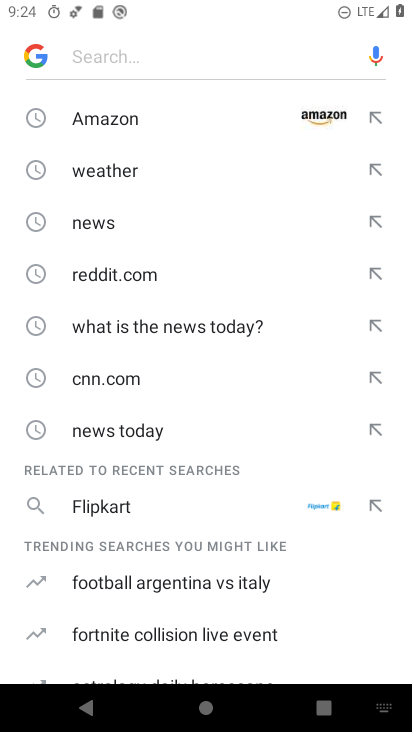 9:24
LTE
G Search...
Amazon amazon
weather
news
reddit.com
what is the news today?
cnn.com
news today
RELATED TO RECENT SEARCHES
Flipkart Flipkart
TRENDING SEARCHES YOU MIGHT LIKE
football argentina vs italy
fortnite collision live event